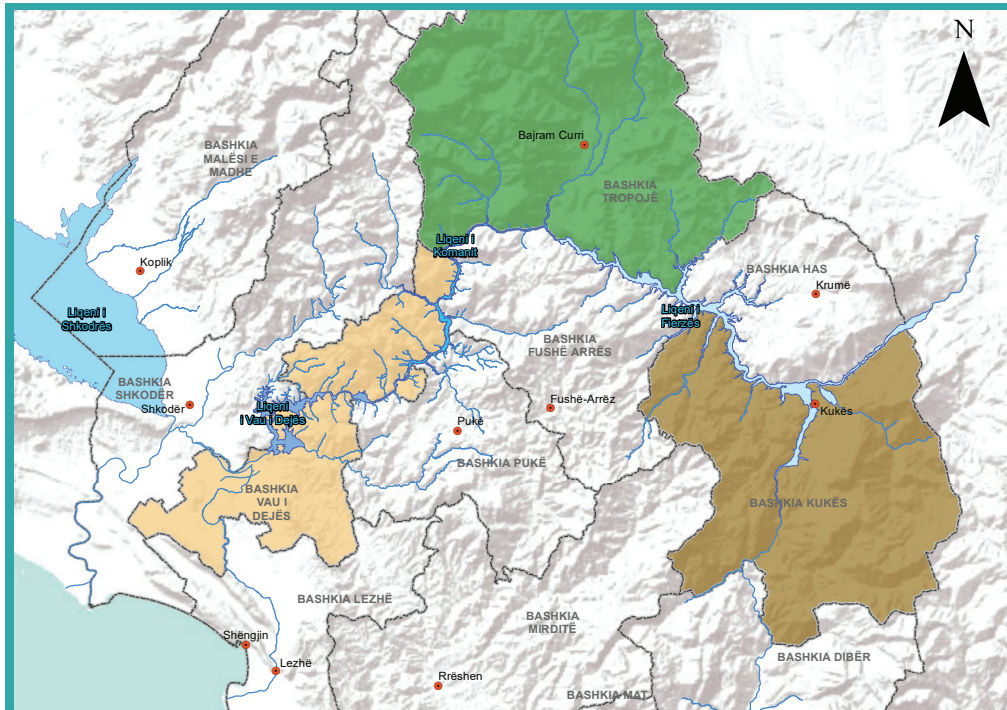 N
Bajram Curri
BASHKIA
MALËSI E
MADHE
BASHKIA
TROPOJË
Liqeni i
Komanit
Koplik
BASHKIA HAS
Krumë
Liqeni i
Shkodrës
Liqeni i
Fierzës
BASHKIA
FUSHË ARRËS
BASHKIA
SHKODËR
Shkodër
Liqeni
i Vau i Dejës
Fushë-Arrëz
Kukës
Pukë
BASHKIA PUKË
BASHKIA
VAU I
DEJËS
BASHKIA KUKËS
BASHKIA LEZHË
BASHKIA
MIRDITË
Shëngjin
Lezhë
BASHKIA DIBËR
Rrëshen
BASHKIA MAT